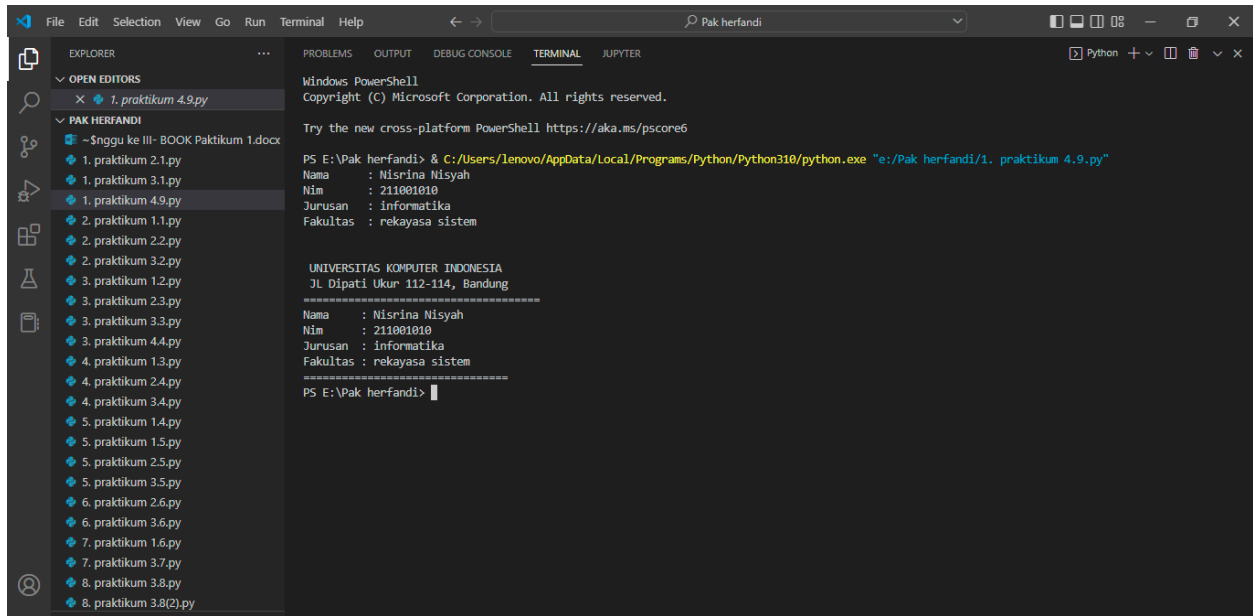 File Edit Selection View Go Run Terminal Help
Pak herfandi
EXPLORER
OPEN EDITORS
1. praktikum 4.9.py
PAK HERFANDI
~$nggu ke III- BOOK Paktikum 1.docx
1. praktikum 2.1.py
1. praktikum 3.1.py
1. praktikum 4.9.py
2. praktikum 1.1.py
2. praktikum 2.2.py
2. praktikum 3.2.py
3. praktikum 1.2.py
3. praktikum 2.3.py
3. praktikum 3.3.py
3. praktikum 4.4.py
4. praktikum 1.3.py
4. praktikum 2.4.py
4. praktikum 3.4.py
5. praktikum 1.4.py
5. praktikum 1.5.py
5. praktikum 2.5.py
5. praktikum 3.5.py
6. praktikum 2.6.py
6. praktikum 3.6.py
7. praktikum 1.6.py
7. praktikum 3.7.py
8. praktikum 3.8.py
8. praktikum 3.8(2).py
PROBLEMS OUTPUT DEBUG CONSOLE TERMINAL JUPYTER
Python
Windows PowerShell
Copyright (C) Microsoft Corporation. All rights reserved.
Try the new cross-platform PowerShell https://aka.ms/pscore6
PS E:\Pak herfandi> & C:/Users/lenovo/AppData/Local/Programs/Python/Python310/python.exe "e:/Pak herfandi/1. praktikum 4.9.py"
Nama : Nisrina Nisyah
Nim : 211001010
Jurusan : informatika
Fakultas : rekayasa sistem
UNIVERSITAS KOMPUTER INDONESIA
JL Dipati Ukur 112-114, Bandung
=====================================
Nama : Nisrina Nisyah
Nim : 211001010
Jurusan : informatika
Fakultas : rekayasa sistem
================================
PS E:\Pak herfandi>